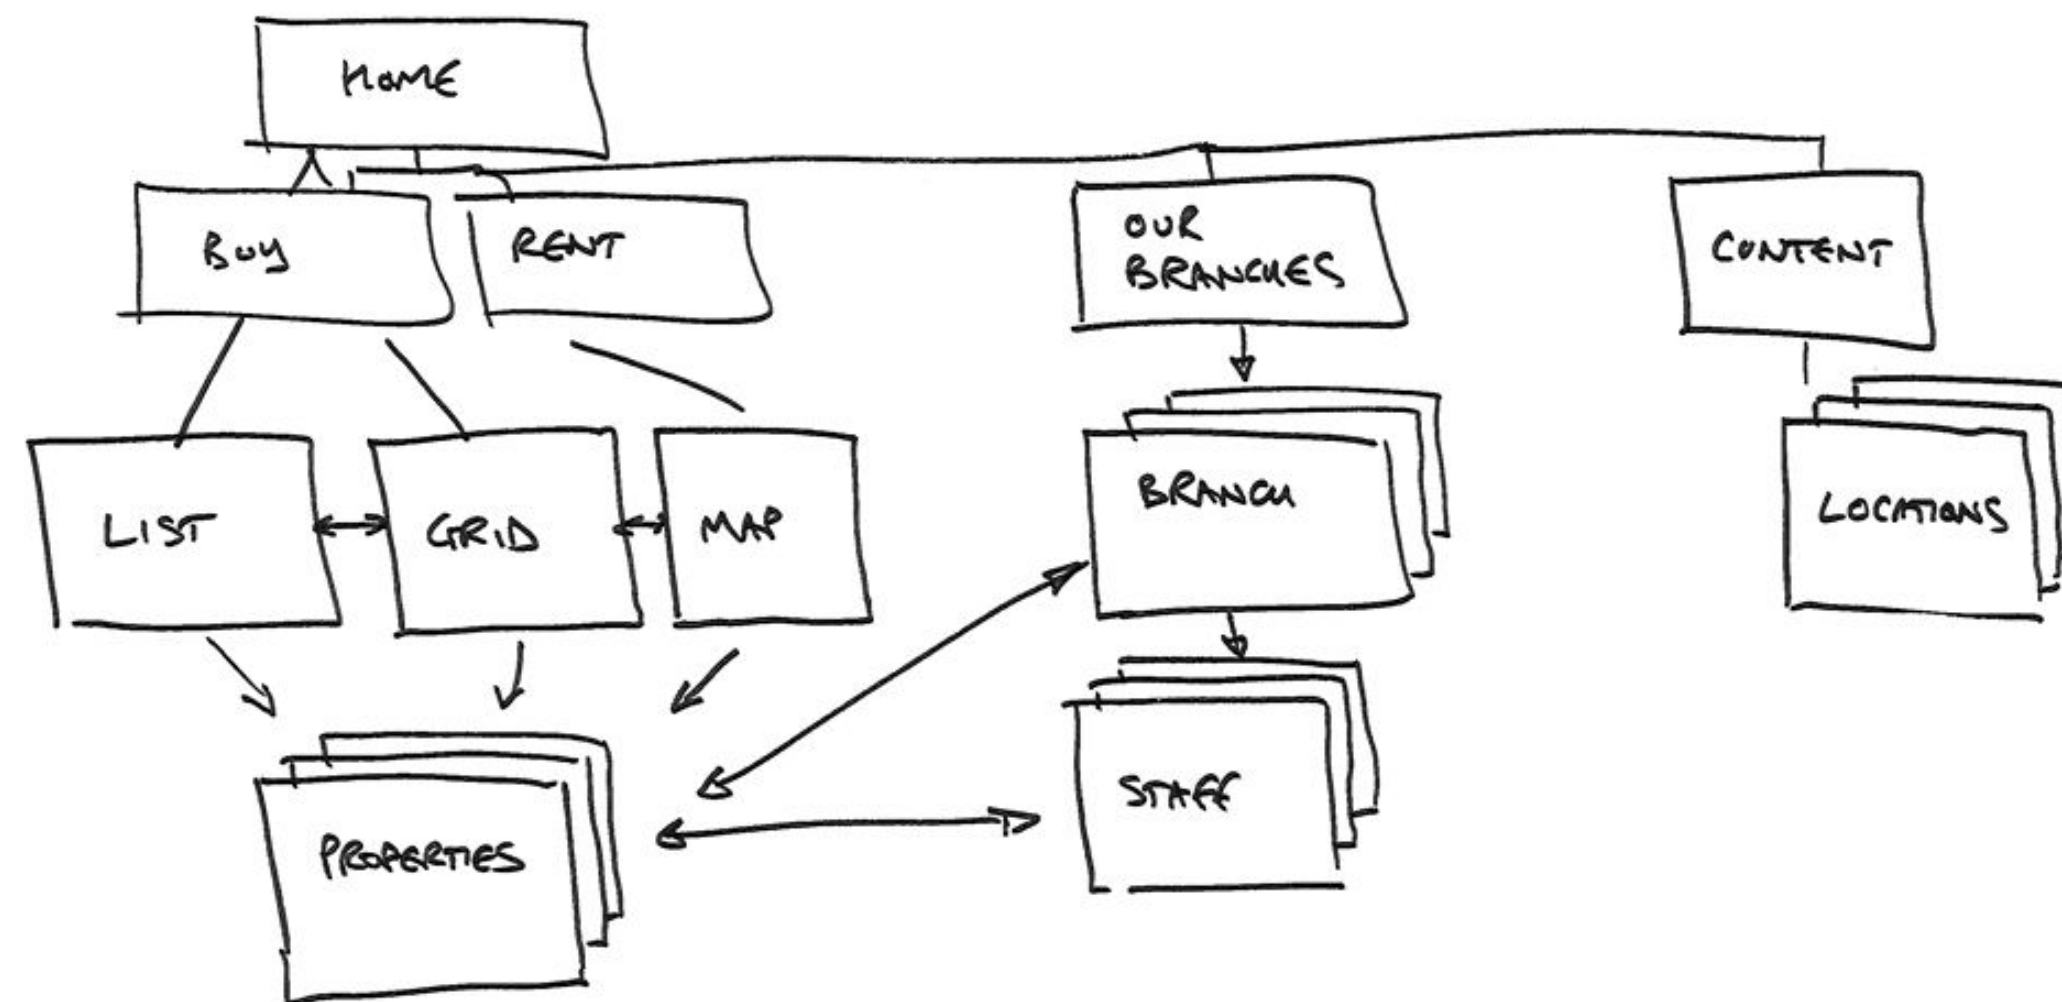 HOME
BUY
RENT
OUR
BRANCHES
CONTENT
LIST
GRID
MAP
BRANCH
LOCATIONS
PROPERTIES
STAFF